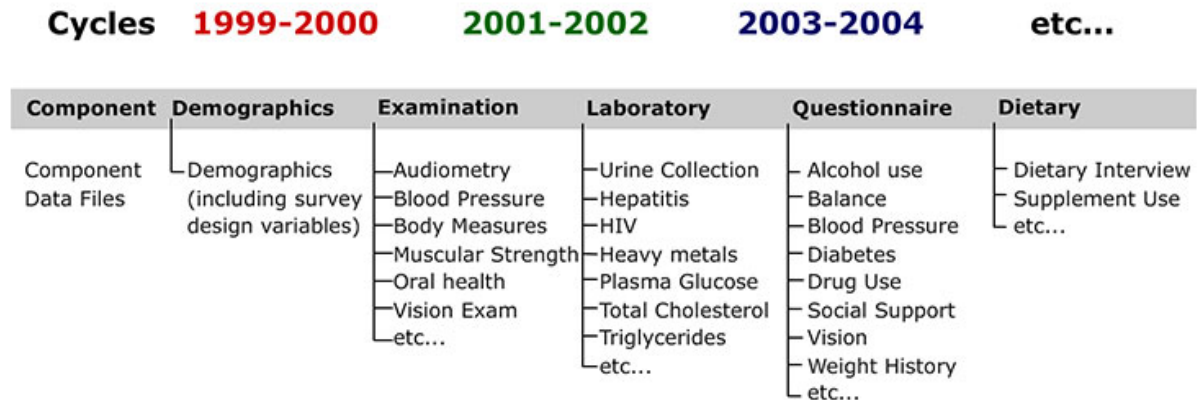 Cycles 1999-2000 2001-2002 2003-2004 etc...
Component Demographics Examination Laboratory Questionnaire Dietary
Component
Data Files
Demographics
(including survey
design variables)
Audiometry
Blood Pressure
Body Measures
Muscular Strength
Oral health
Vision Exam
etc...
Urine Collection
Hepatitis
HIV
Heavy metals
Plasma Glucose
Total Cholesterol
Triglycerides
etc...
Alcohol use
Balance
Blood Pressure
Diabetes
Drug Use
Social Support
Vision
Weight History
etc...
Dietary Interview
Supplement Use
etc...